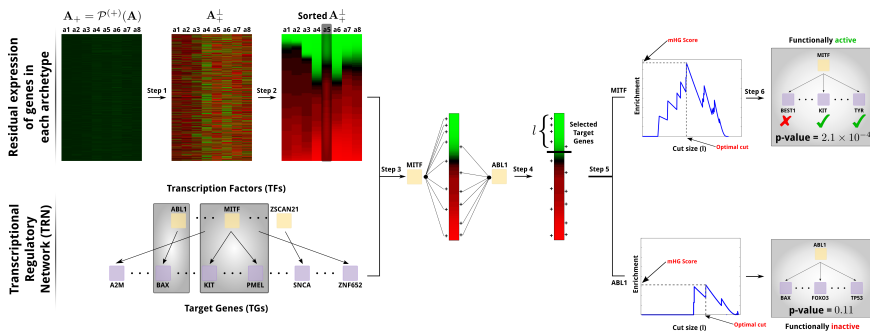 A₊ = 𝒫⁽⁺⁾(A)
A₊^⊥
Sorted A₊^⊥
a1 a2 a3 a4 a5 a6 a7 a8
a1 a2 a3 a4 a5 a6 a7 a8
a1 a2 a3 a4 a5 a6 a7 a8
Residual expression
of genes in
each archetype
Step 1
Step 2
Transcription Factors (TFs)
Transcriptional
Regulatory
Network (TRN)
ABL1
MITF
ZSCAN21
A2M
BAX
KIT
PMEL
SNCA
ZNF652
Target Genes (TGs)
Step 3
MITF
ABL1
Step 4
l
Selected
Target
Genes
Step 5
MITF
mHG Score
Enrichment
Cut size (l)
Optimal cut
Step 6
Functionally active
MITF
BEST1
KIT
TYR
p-value = 2.1 × 10⁻⁴
ABL1
mHG Score
Enrichment
Cut size (l)
Optimal cut
ABL1
BAX
FOXO3
TP53
p-value = 0.11
Functionally inactive